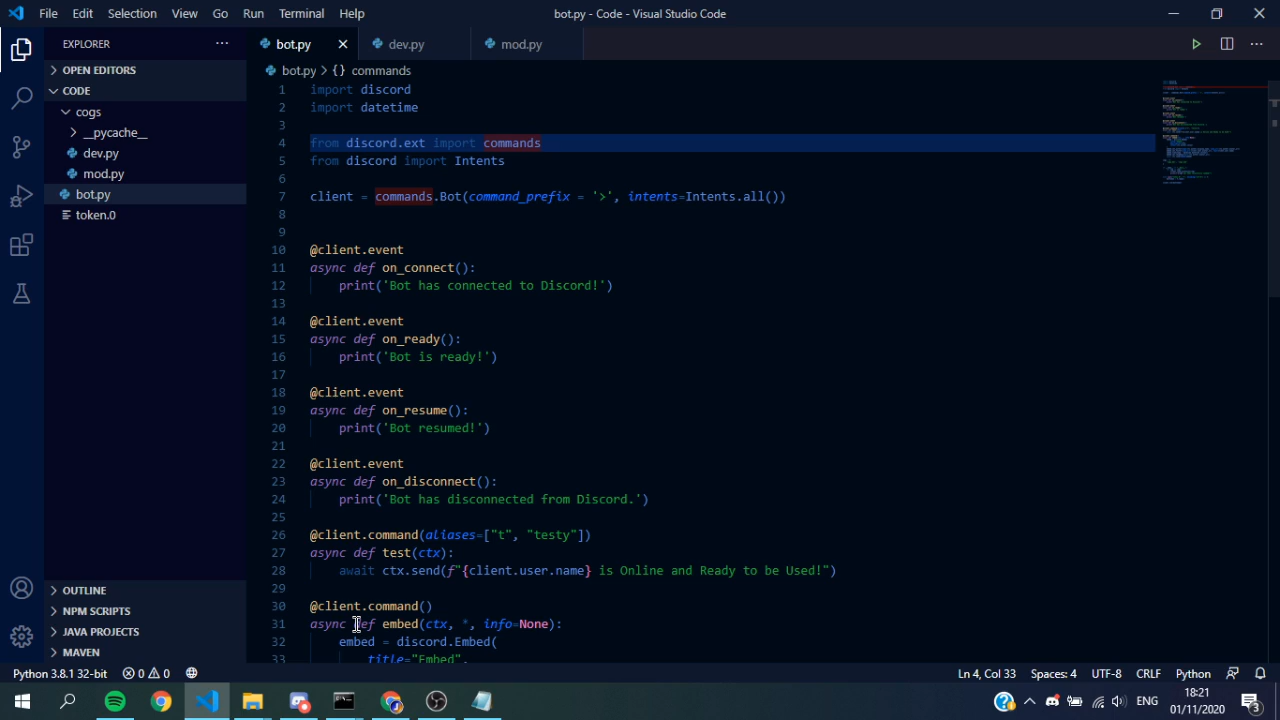 File Edit Selection View Go Run Terminal Help bot.py - Code - Visual Studio Code
EXPLORER
bot.py
dev.py
mod.py
OPEN EDITORS
CODE
cogs
__pycache__
dev.py
mod.py
bot.py
token.0
OUTLINE
NPM SCRIPTS
JAVA PROJECTS
MAVEN
bot.py > {} commands
1 import discord
2 import datetime
3
4 from discord.ext import commands
5 from discord import Intents
6
7 client = commands.Bot(command_prefix = '>', intents=Intents.all())
8
9
10 @client.event
11 async def on_connect():
12 print('Bot has connected to Discord!')
13
14 @client.event
15 async def on_ready():
16 print('Bot is ready!')
17
18 @client.event
19 async def on_resume():
20 print('Bot resumed!')
21
22 @client.event
23 async def on_disconnect():
24 print('Bot has disconnected from Discord.')
25
26 @client.command(aliases=["t", "testy"])
27 async def test(ctx):
28 await ctx.send(f"{client.user.name} is Online and Ready to be Used!")
29
30 @client.command()
31 async def embed(ctx, *, info=None):
32 embed = discord.Embed(
33 title="Embed",
Python 3.8.1 32-bit 0 0 Ln 4, Col 33 Spaces: 4 UTF-8 CRLF Python
ENG
18:21
01/11/2020
3